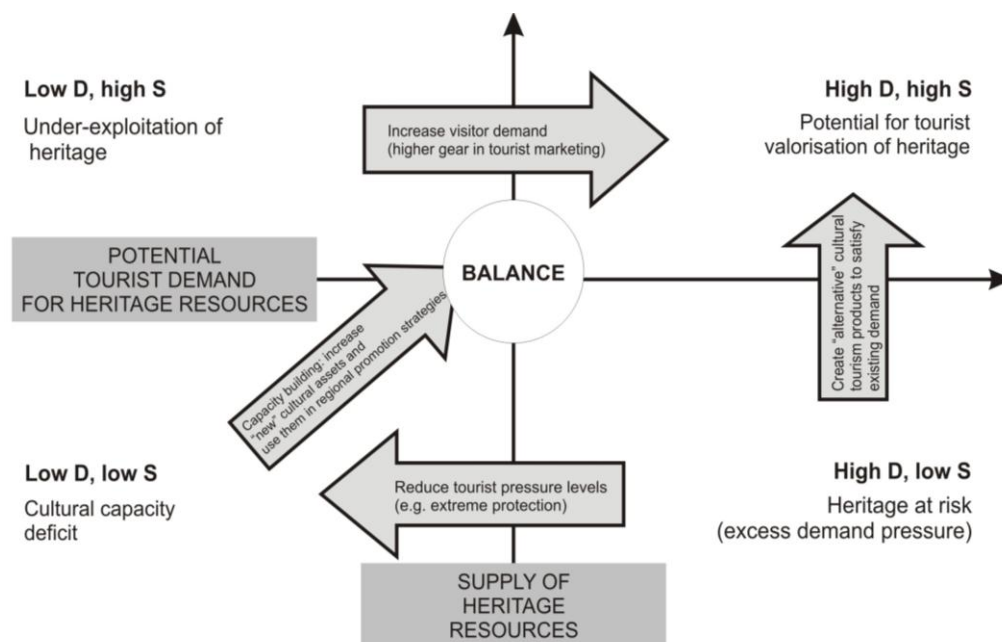 Low D, high S
Under-exploitation of
heritage
Increase visitor demand
(higher gear in tourist marketing)
High D, high S
Potential for tourist
valorisation of heritage
POTENTIAL
TOURIST DEMAND
FOR HERITAGE RESOURCES
BALANCE
Capacity building: increase
"new" cultural assets and
use them in regional promotion strategies
Create "alternative" cultural
tourism products to satisfy
existing demand
Low D, low S
Cultural capacity
deficit
Reduce tourist pressure levels
(e.g. extreme protection)
High D, low S
Heritage at risk
(excess demand pressure)
SUPPLY OF
HERITAGE
RESOURCES